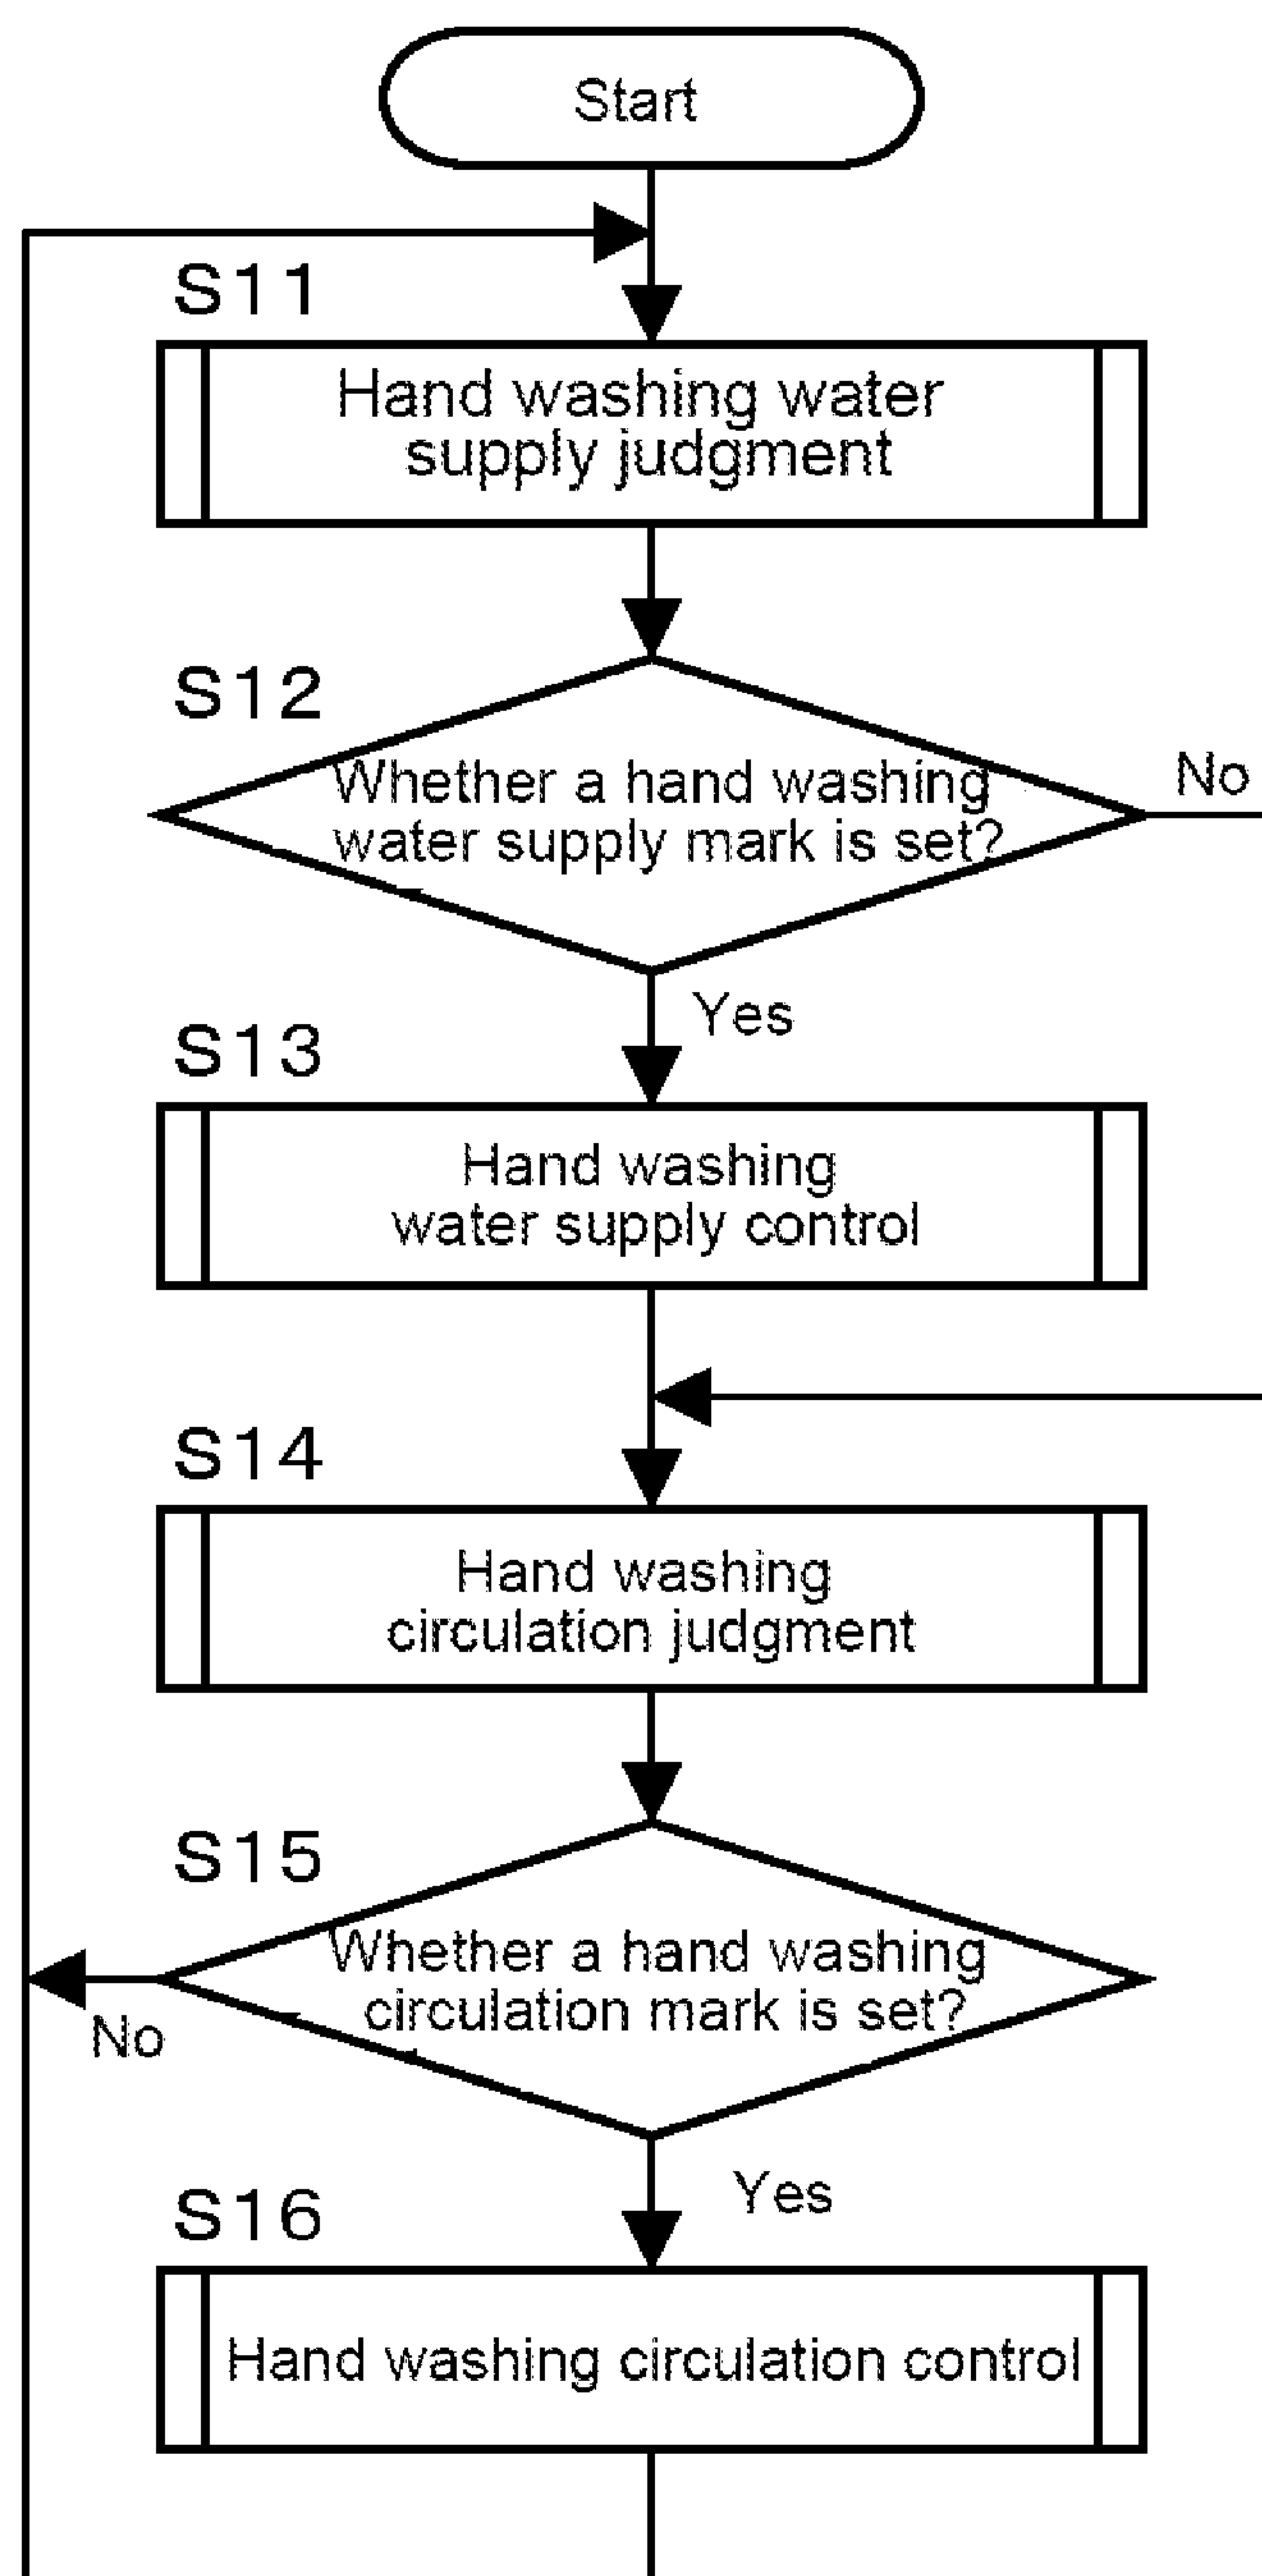 Start
S11
Hand washing water
supply judgment
S12
Whether a hand washing
water supply mark is set?
No
Yes
S13
Hand washing
water supply control
S14
Hand washing
circulation judgment
S15
Whether a hand washing
circulation mark is set?
No
Yes
S16
Hand washing circulation control